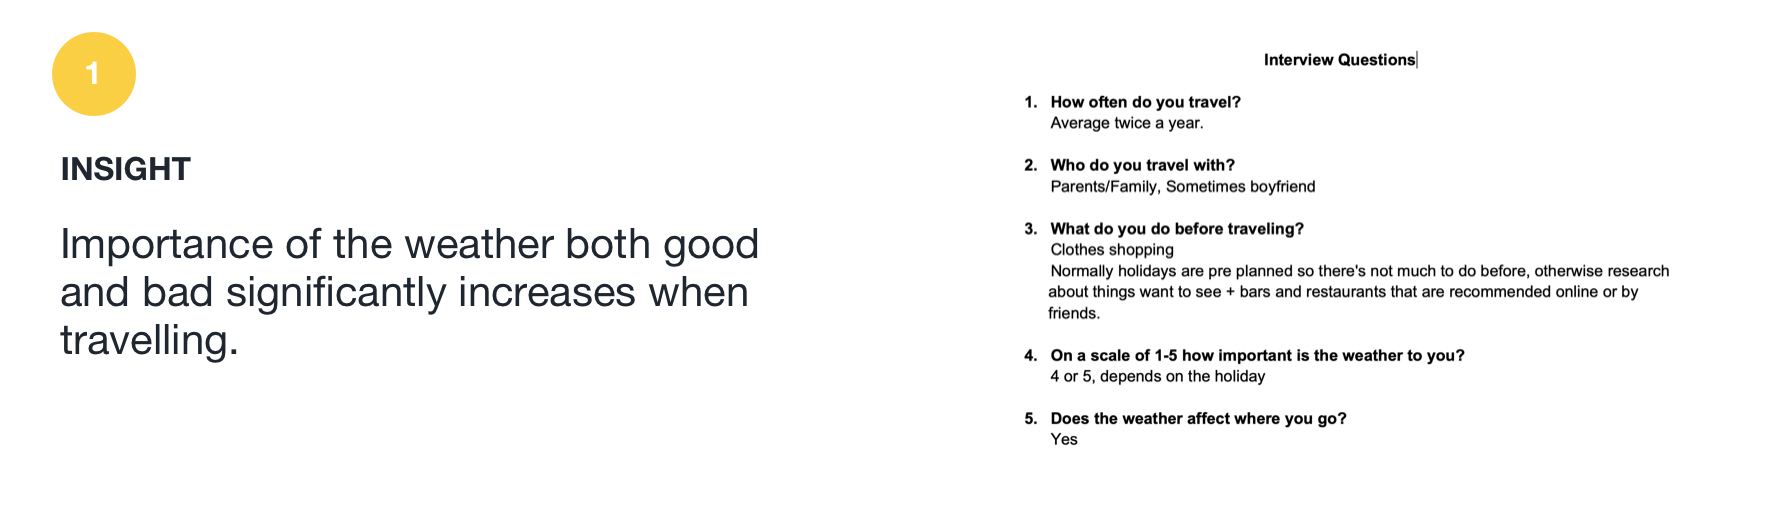 1
INSIGHT
Importance of the weather both good
and bad significantly increases when
travelling.
Interview Questions
1. How often do you travel?
Average twice a year.
2. Who do you travel with?
Parents/Family, Sometimes boyfriend
3. What do you do before traveling?
Clothes shopping
Normally holidays are pre planned so there's not much to do before, otherwise research
about things want to see + bars and restaurants that are recommended online or by
friends.
4. On a scale of 1-5 how important is the weather to you?
4 or 5, depends on the holiday
5. Does the weather affect where you go?
Yes